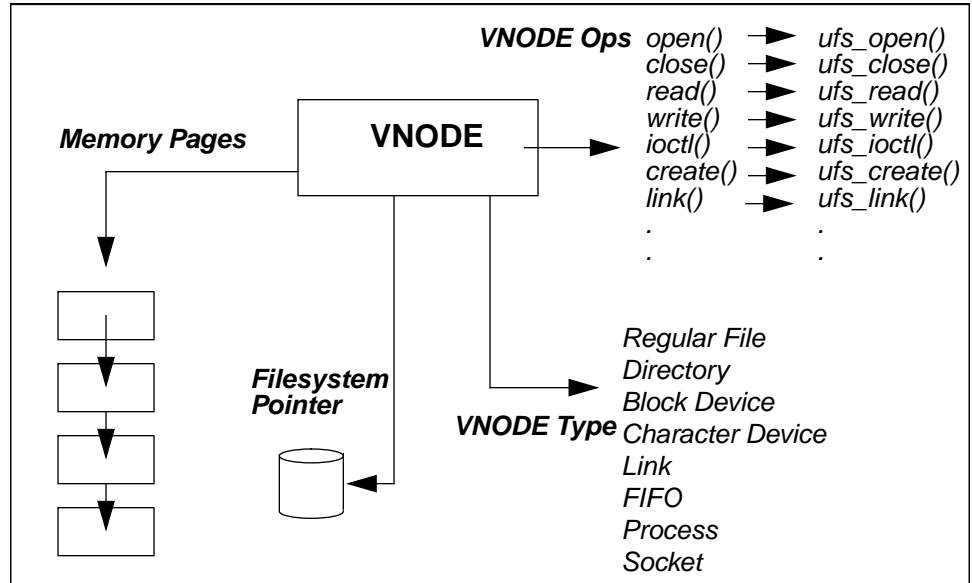 VNODE Ops open() ufs_open()
close() ufs_close()
read() ufs_read()
write() ufs_write()
ioctl() ufs_ioctl()
create() ufs_create()
link() ufs_link()
. .
. .
VNODE
Memory Pages
Filesystem
Pointer
VNODE Type
Regular File
Directory
Block Device
Character Device
Link
FIFO
Process
Socket